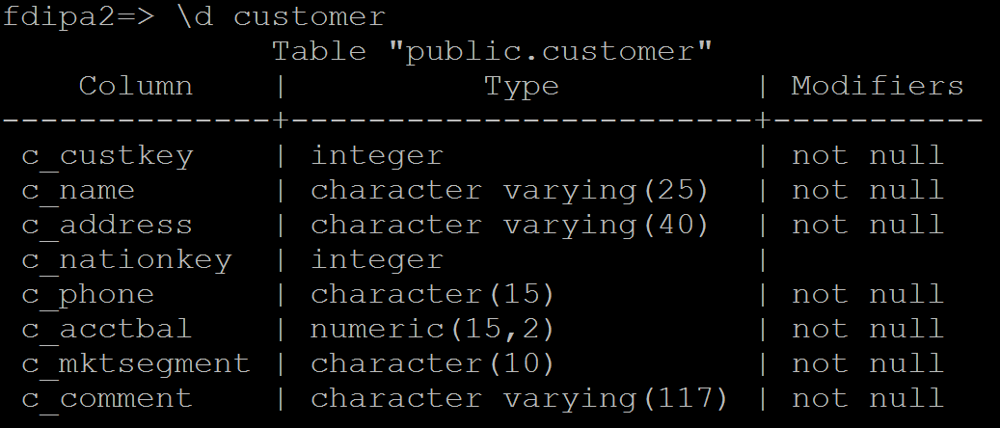 fdipa2=> \d customer
              Table "public.customer"
    Column    |          Type          | Modifiers
--------------+------------------------+-----------
 c_custkey    | integer                | not null
 c_name       | character varying(25)  | not null
 c_address    | character varying(40)  | not null
 c_nationkey  | integer                |
 c_phone      | character(15)          | not null
 c_acctbal    | numeric(15,2)          | not null
 c_mktsegment | character(10)          | not null
 c_comment    | character varying(117) | not null